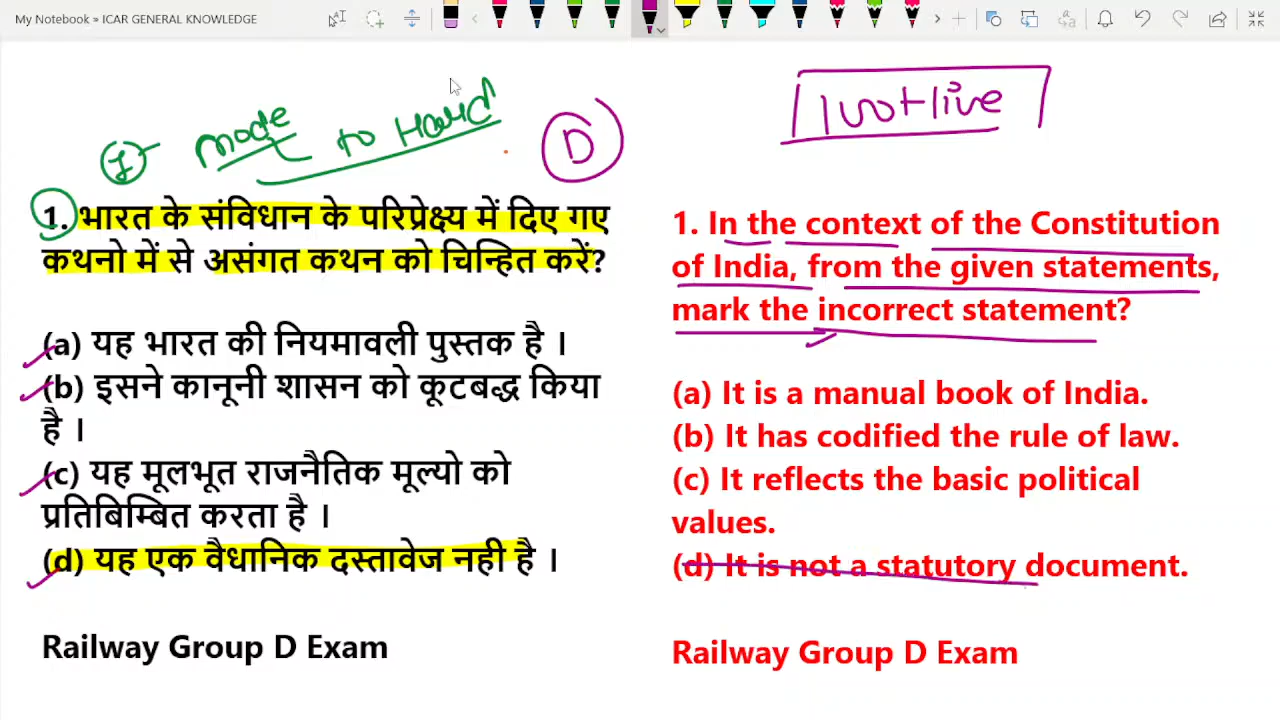 My Notebook » ICAR GENERAL KNOWLEDGE
mode to Hard
D
1. भारत के संविधान के परिप्रेक्ष्य में दिए गए
कथनो में से असंगत कथन को चिन्हित करें?
(a) यह भारत की नियमावली पुस्तक है ।
(b) इसने कानूनी शासन को कूटबद्ध किया
है ।
(c) यह मूलभूत राजनैतिक मूल्यो को
प्रतिबिम्बित करता है ।
(d) यह एक वैधानिक दस्तावेज नही है ।
Railway Group D Exam
1. In the context of the Constitution
of India, from the given statements,
mark the incorrect statement?
(a) It is a manual book of India.
(b) It has codified the rule of law.
(c) It reflects the basic political
values.
(d) It is not a statutory document.
Railway Group D Exam